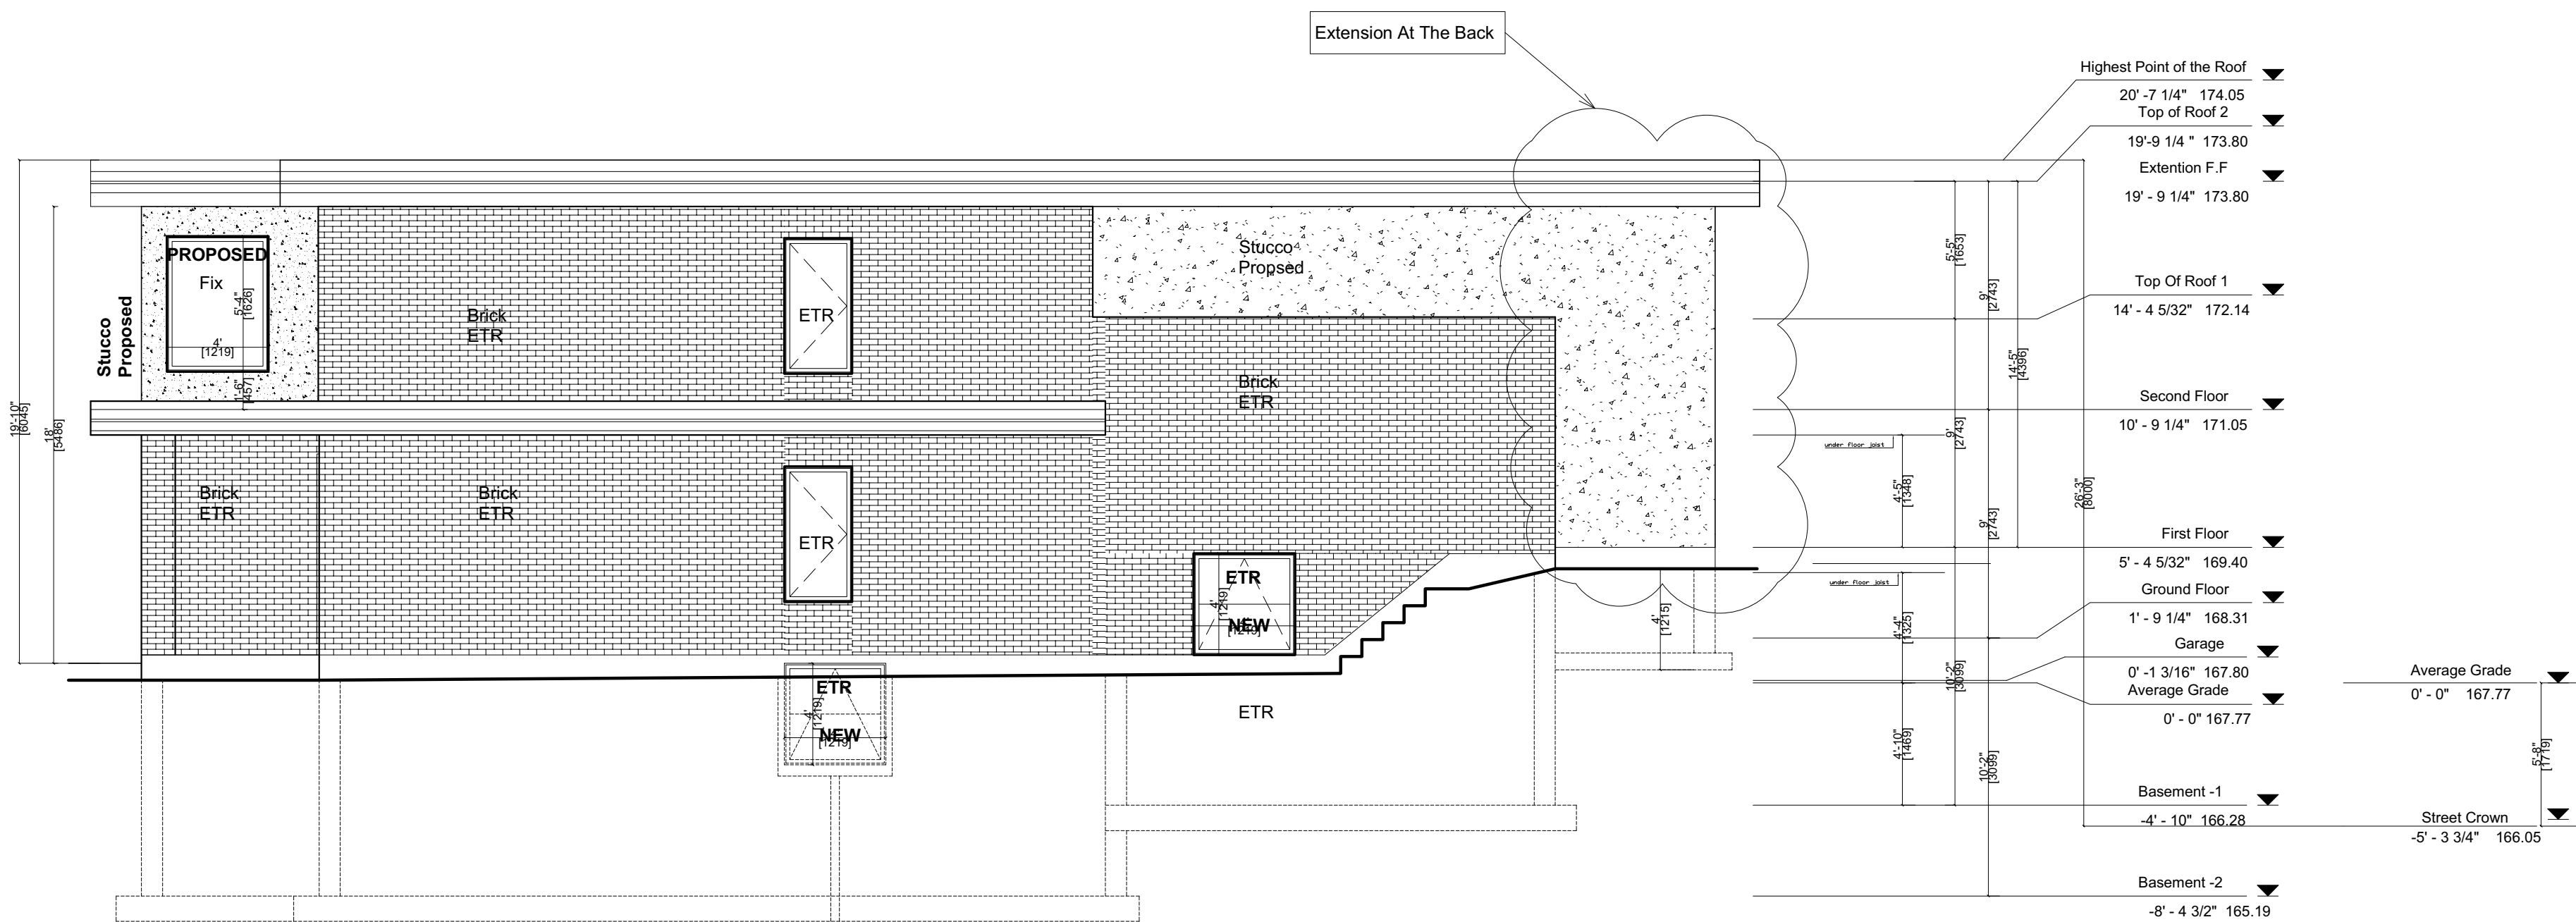 Extension At The Back
Highest Point of the Roof
20' -7 1/4" 174.05
Top of Roof 2
19'-9 1/4 " 173.80
Extention F.F
19' - 9 1/4" 173.80
Top Of Roof 1
14' - 4 5/32" 172.14
Second Floor
10' - 9 1/4" 171.05
First Floor
5' - 4 5/32" 169.40
Ground Floor
1' - 9 1/4" 168.31
Garage
0' -1 3/16" 167.80
Average Grade
0' - 0" 167.77
Basement -1
-4' - 10" 166.28
Basement -2
-8' - 4 3/2" 165.19
Average Grade
0' - 0" 167.77
Street Crown
-5' - 3 3/4" 166.05
5'-8"
[1719]
26'-3"
[8000]
14'-5"
[4396]
9'
[2743]
9'
[2743]
10'-2"
[3099]
5'-5"
[1653]
9'
[2743]
10'-2"
[3099]
4'-5"
[1348]
4'-4"
[1325]
4'-10"
[1469]
under floor joist
under floor joist
4'
[1215]
19'-10"
[6045]
18'
[5486]
Stucco
Proposed
PROPOSED
Fix
5'-4"
[1626]
4'
[1219]
1'-6"
[457]
Brick
ETR
ETR
Stucco
Propsed
Brick
ETR
Brick
ETR
Brick
ETR
ETR
ETR
4'
[1219]
NEW
[1219]
ETR
4'
[1219]
NEW
[1219]
ETR